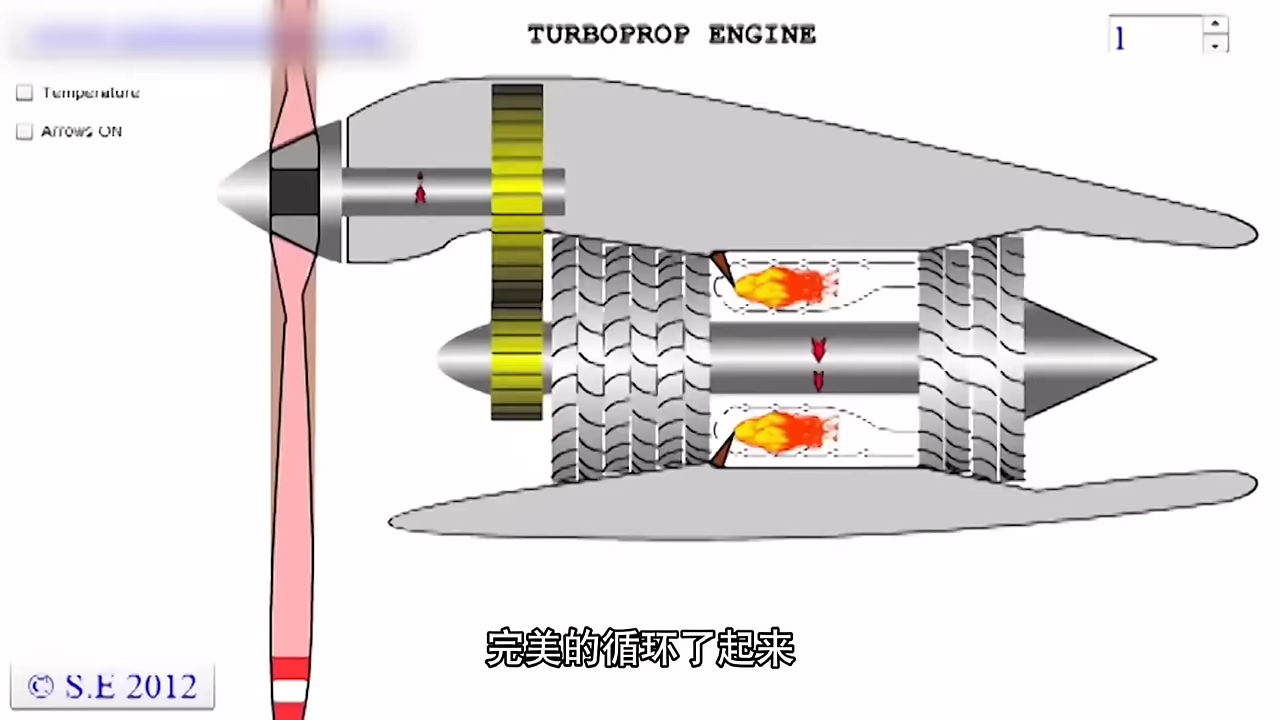 TURBOPROP ENGINE
1
Temperature
Arrows ON
完美的循环了起来
© S.E 2012